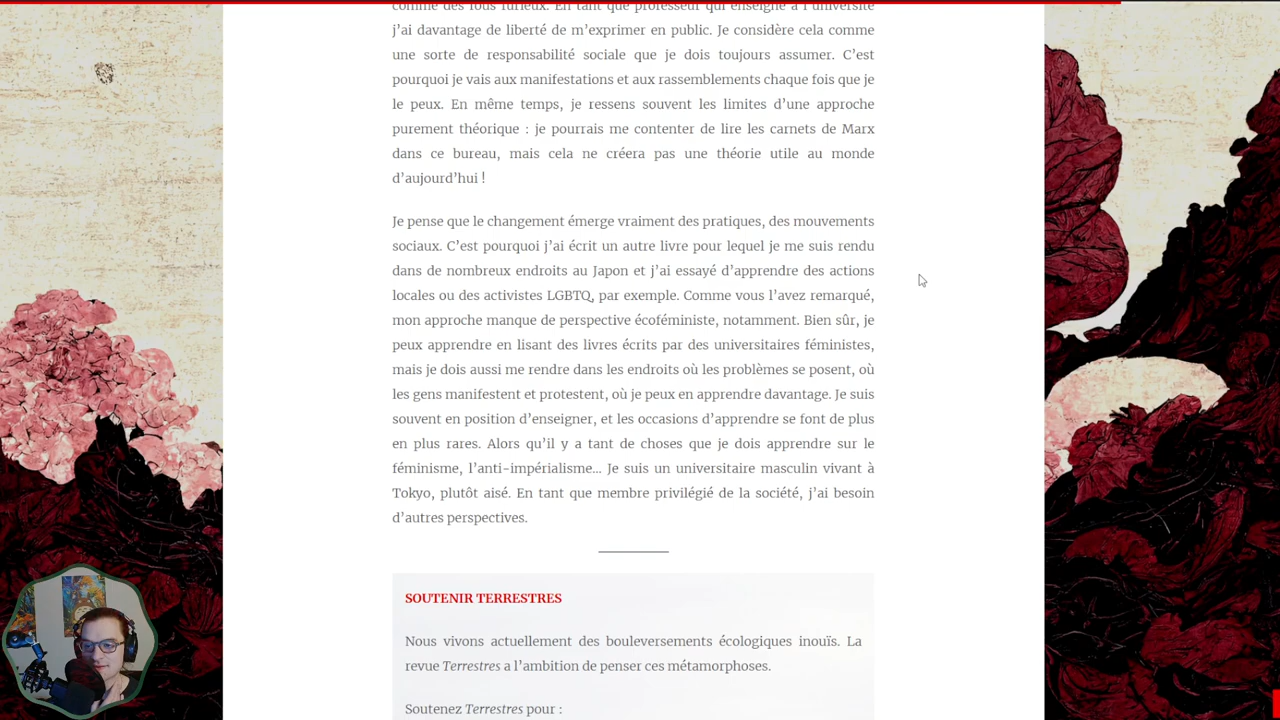 comme des fous furieux. En tant que professeur qui enseigne à l’université
j’ai davantage de liberté de m’exprimer en public. Je considère cela comme
une sorte de responsabilité sociale que je dois toujours assumer. C’est
pourquoi je vais aux manifestations et aux rassemblements chaque fois que je
le peux. En même temps, je ressens souvent les limites d’une approche
purement théorique : je pourrais me contenter de lire les carnets de Marx
dans ce bureau, mais cela ne créera pas une théorie utile au monde
d’aujourd’hui !
Je pense que le changement émerge vraiment des pratiques, des mouvements
sociaux. C’est pourquoi j’ai écrit un autre livre pour lequel je me suis rendu
dans de nombreux endroits au Japon et j’ai essayé d’apprendre des actions
locales ou des activistes LGBTQ, par exemple. Comme vous l’avez remarqué,
mon approche manque de perspective écoféministe, notamment. Bien sûr, je
peux apprendre en lisant des livres écrits par des universitaires féministes,
mais je dois aussi me rendre dans les endroits où les problèmes se posent, où
les gens manifestent et protestent, où je peux en apprendre davantage. Je suis
souvent en position d’enseigner, et les occasions d’apprendre se font de plus
en plus rares. Alors qu’il y a tant de choses que je dois apprendre sur le
féminisme, l’anti-impérialisme… Je suis un universitaire masculin vivant à
Tokyo, plutôt aisé. En tant que membre privilégié de la société, j’ai besoin
d’autres perspectives.
SOUTENIR TERRESTRES
Nous vivons actuellement des bouleversements écologiques inouïs. La
revue Terrestres a l’ambition de penser ces métamorphoses.
Soutenez Terrestres pour :